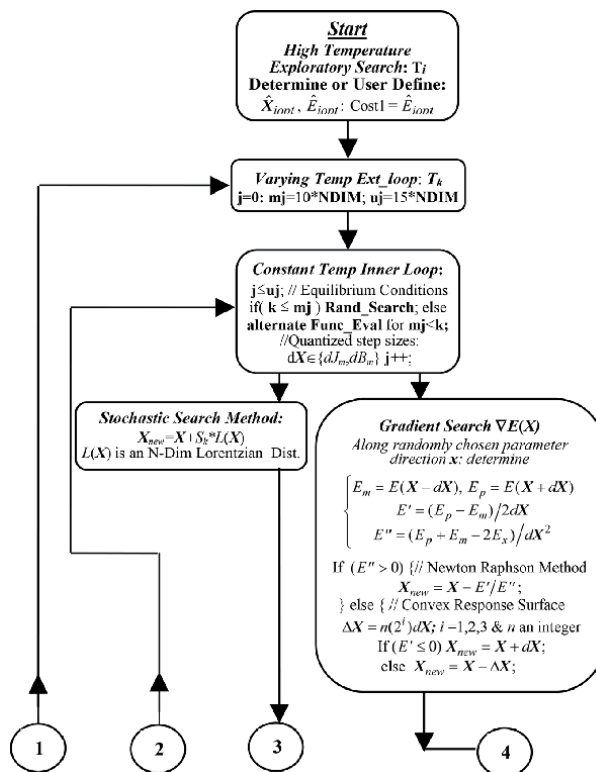 Start
High Temperature
Exploratory Search: Ti
Determine or User Define:
X̂iopt , Êiopt : Cost1 = Êiopt
Varying Temp Ext_loop: Tk
j=0: mj=10*NDIM; uj=15*NDIM
Constant Temp Inner Loop:
j≤uj; // Equilibrium Conditions
if( k ≤ mj ) Rand_Search; else
alternate Func_Eval for mj<k;
//Quantized step sizes:
dX∈{dJm,dBm} j++;
Stochastic Search Method:
Xnew=X+Sk*L(X)
L(X) is an N-Dim Lorentzian Dist.
Gradient Search ∇E(X)
Along randomly chosen parameter
direction x: determine
Em = E(X − dX), Ep = E(X + dX)
E' = (Ep − Em)/2dX
E'' = (Ep + Em − 2Ex)/dX²
If (E'' > 0) {// Newton Raphson Method
Xnew = X − E'/E'';
} else { // Convex Response Surface
ΔX = n(2^i)dX; i=1,2,3 & n an integer
If (E' ≤ 0) Xnew = X + dX;
else Xnew = X − ΔX;
1
2
3
4